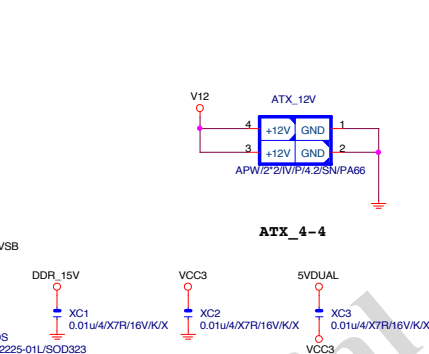 V12
ATX_12V
4 +12V GND 1
3 +12V GND 2
APW/2*2/IV/P/4.2/SN/PA66
ATX_4-4
VSB
DDR_15V
VCC3
5VDUAL
XC1
XC2
XC3
0.01u/4/X7R/16V/K/X
0.01u/4/X7R/16V/K/X
0.01u/4/X7R/16V/K/X
VCC3
2225-01L/SOD323